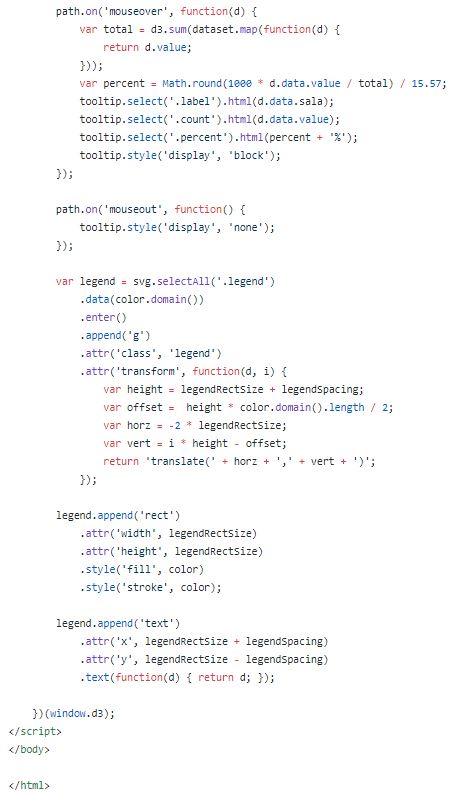 path.on('mouseover', function(d) {
var total = d3.sum(dataset.map(function(d) {
return d.value;
}));
var percent = Math.round(1000 * d.data.value / total) / 15.57;
tooltip.select('.label').html(d.data.sala);
tooltip.select('.count').html(d.data.value);
tooltip.select('.percent').html(percent + '%');
tooltip.style('display', 'block');
});
path.on('mouseout', function() {
tooltip.style('display', 'none');
});
var legend = svg.selectAll('.legend')
.data(color.domain())
.enter()
.append('g')
.attr('class', 'legend')
.attr('transform', function(d, i) {
var height = legendRectSize + legendSpacing;
var offset =  height * color.domain().length / 2;
var horz = -2 * legendRectSize;
var vert = i * height - offset;
return 'translate(' + horz + ',' + vert + ')';
});
legend.append('rect')
.attr('width', legendRectSize)
.attr('height', legendRectSize)
.style('fill', color)
.style('stroke', color);
legend.append('text')
.attr('x', legendRectSize + legendSpacing)
.attr('y', legendRectSize - legendSpacing)
.text(function(d) { return d; });
})(window.d3);
</script>
</body>
</html>